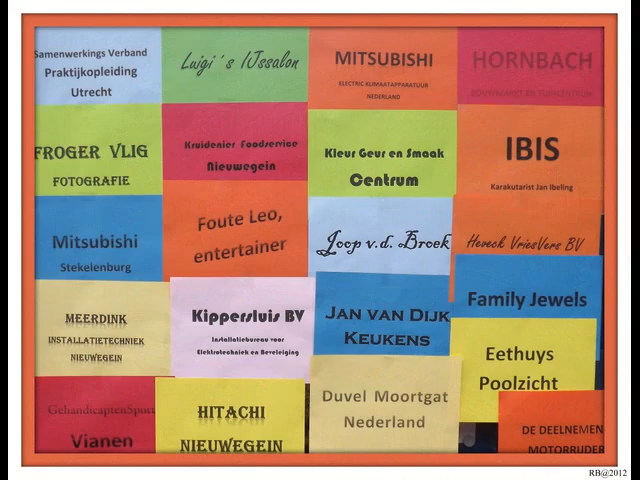 Samenwerkings Verband
Praktijkopleiding
Utrecht
Luigi´s IJssalon
MITSUBISHI
ELECTRIC KLIMAATAPPARATUUR
NEDERLAND
HORNBACH
BOUWMARKT EN TUINCENTRUM
FROGER VLIG
FOTOGRAFIE
Kruidenier Foodservice
Nieuwegein
Kleur Geur en Smaak
Centrum
IBIS
Karakutarist Jan Ibeling
Mitsubishi
Stekelenburg
Foute Leo,
entertainer
Joop v.d. Broek
Heveck VriesVers BV
MEERDINK
INSTALLATIETECHNIEK
NIEUWEGEIN
Kippersluis BV
Installatiebureau voor
Elektrotechniek en Beveleiging
JAN VAN DIJK
KEUKENS
Family Jewels
Eethuys
Poolzicht
GehandicaptenSport
Vianen
HITACHI
NIEUWEGEIN
Duvel Moortgat
Nederland
DE DEELNEMEN
MOTORRIJDER
RB@2012